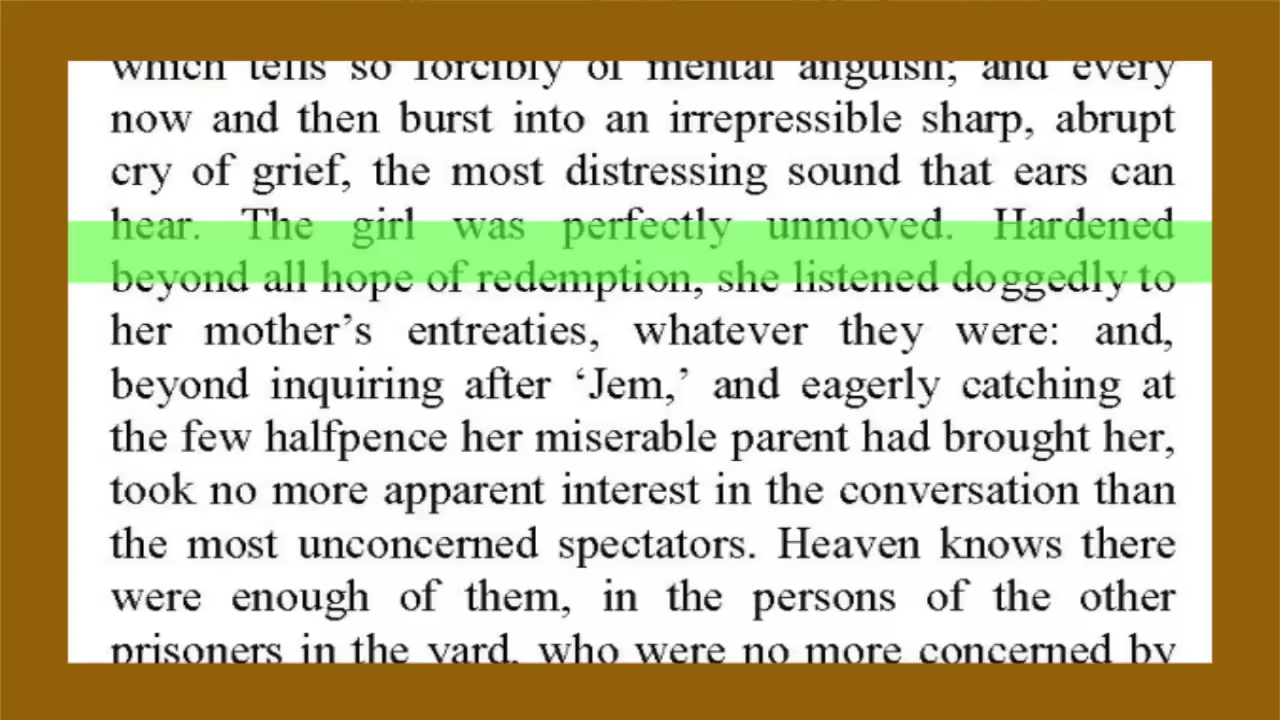 which tells so forcibly of mental anguish; and every
now and then burst into an irrepressible sharp, abrupt
cry of grief, the most distressing sound that ears can
hear. The girl was perfectly unmoved. Hardened
beyond all hope of redemption, she listened doggedly to
her mother’s entreaties, whatever they were: and,
beyond inquiring after ‘Jem,’ and eagerly catching at
the few halfpence her miserable parent had brought her,
took no more apparent interest in the conversation than
the most unconcerned spectators. Heaven knows there
were enough of them, in the persons of the other
prisoners in the yard, who were no more concerned by